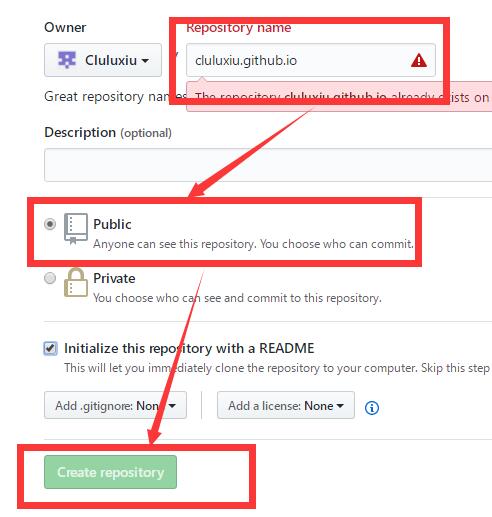 Owner
Repository name
Cluluxiu
/
cluluxiu.github.io
Great repository names
The repository cluluxiu.github.io already exists on
Description (optional)
Public
Anyone can see this repository. You choose who can commit.
Private
You choose who can see and commit to this repository.
Initialize this repository with a README
This will let you immediately clone the repository to your computer. Skip this step
Add .gitignore: None
Add a license: None
Create repository